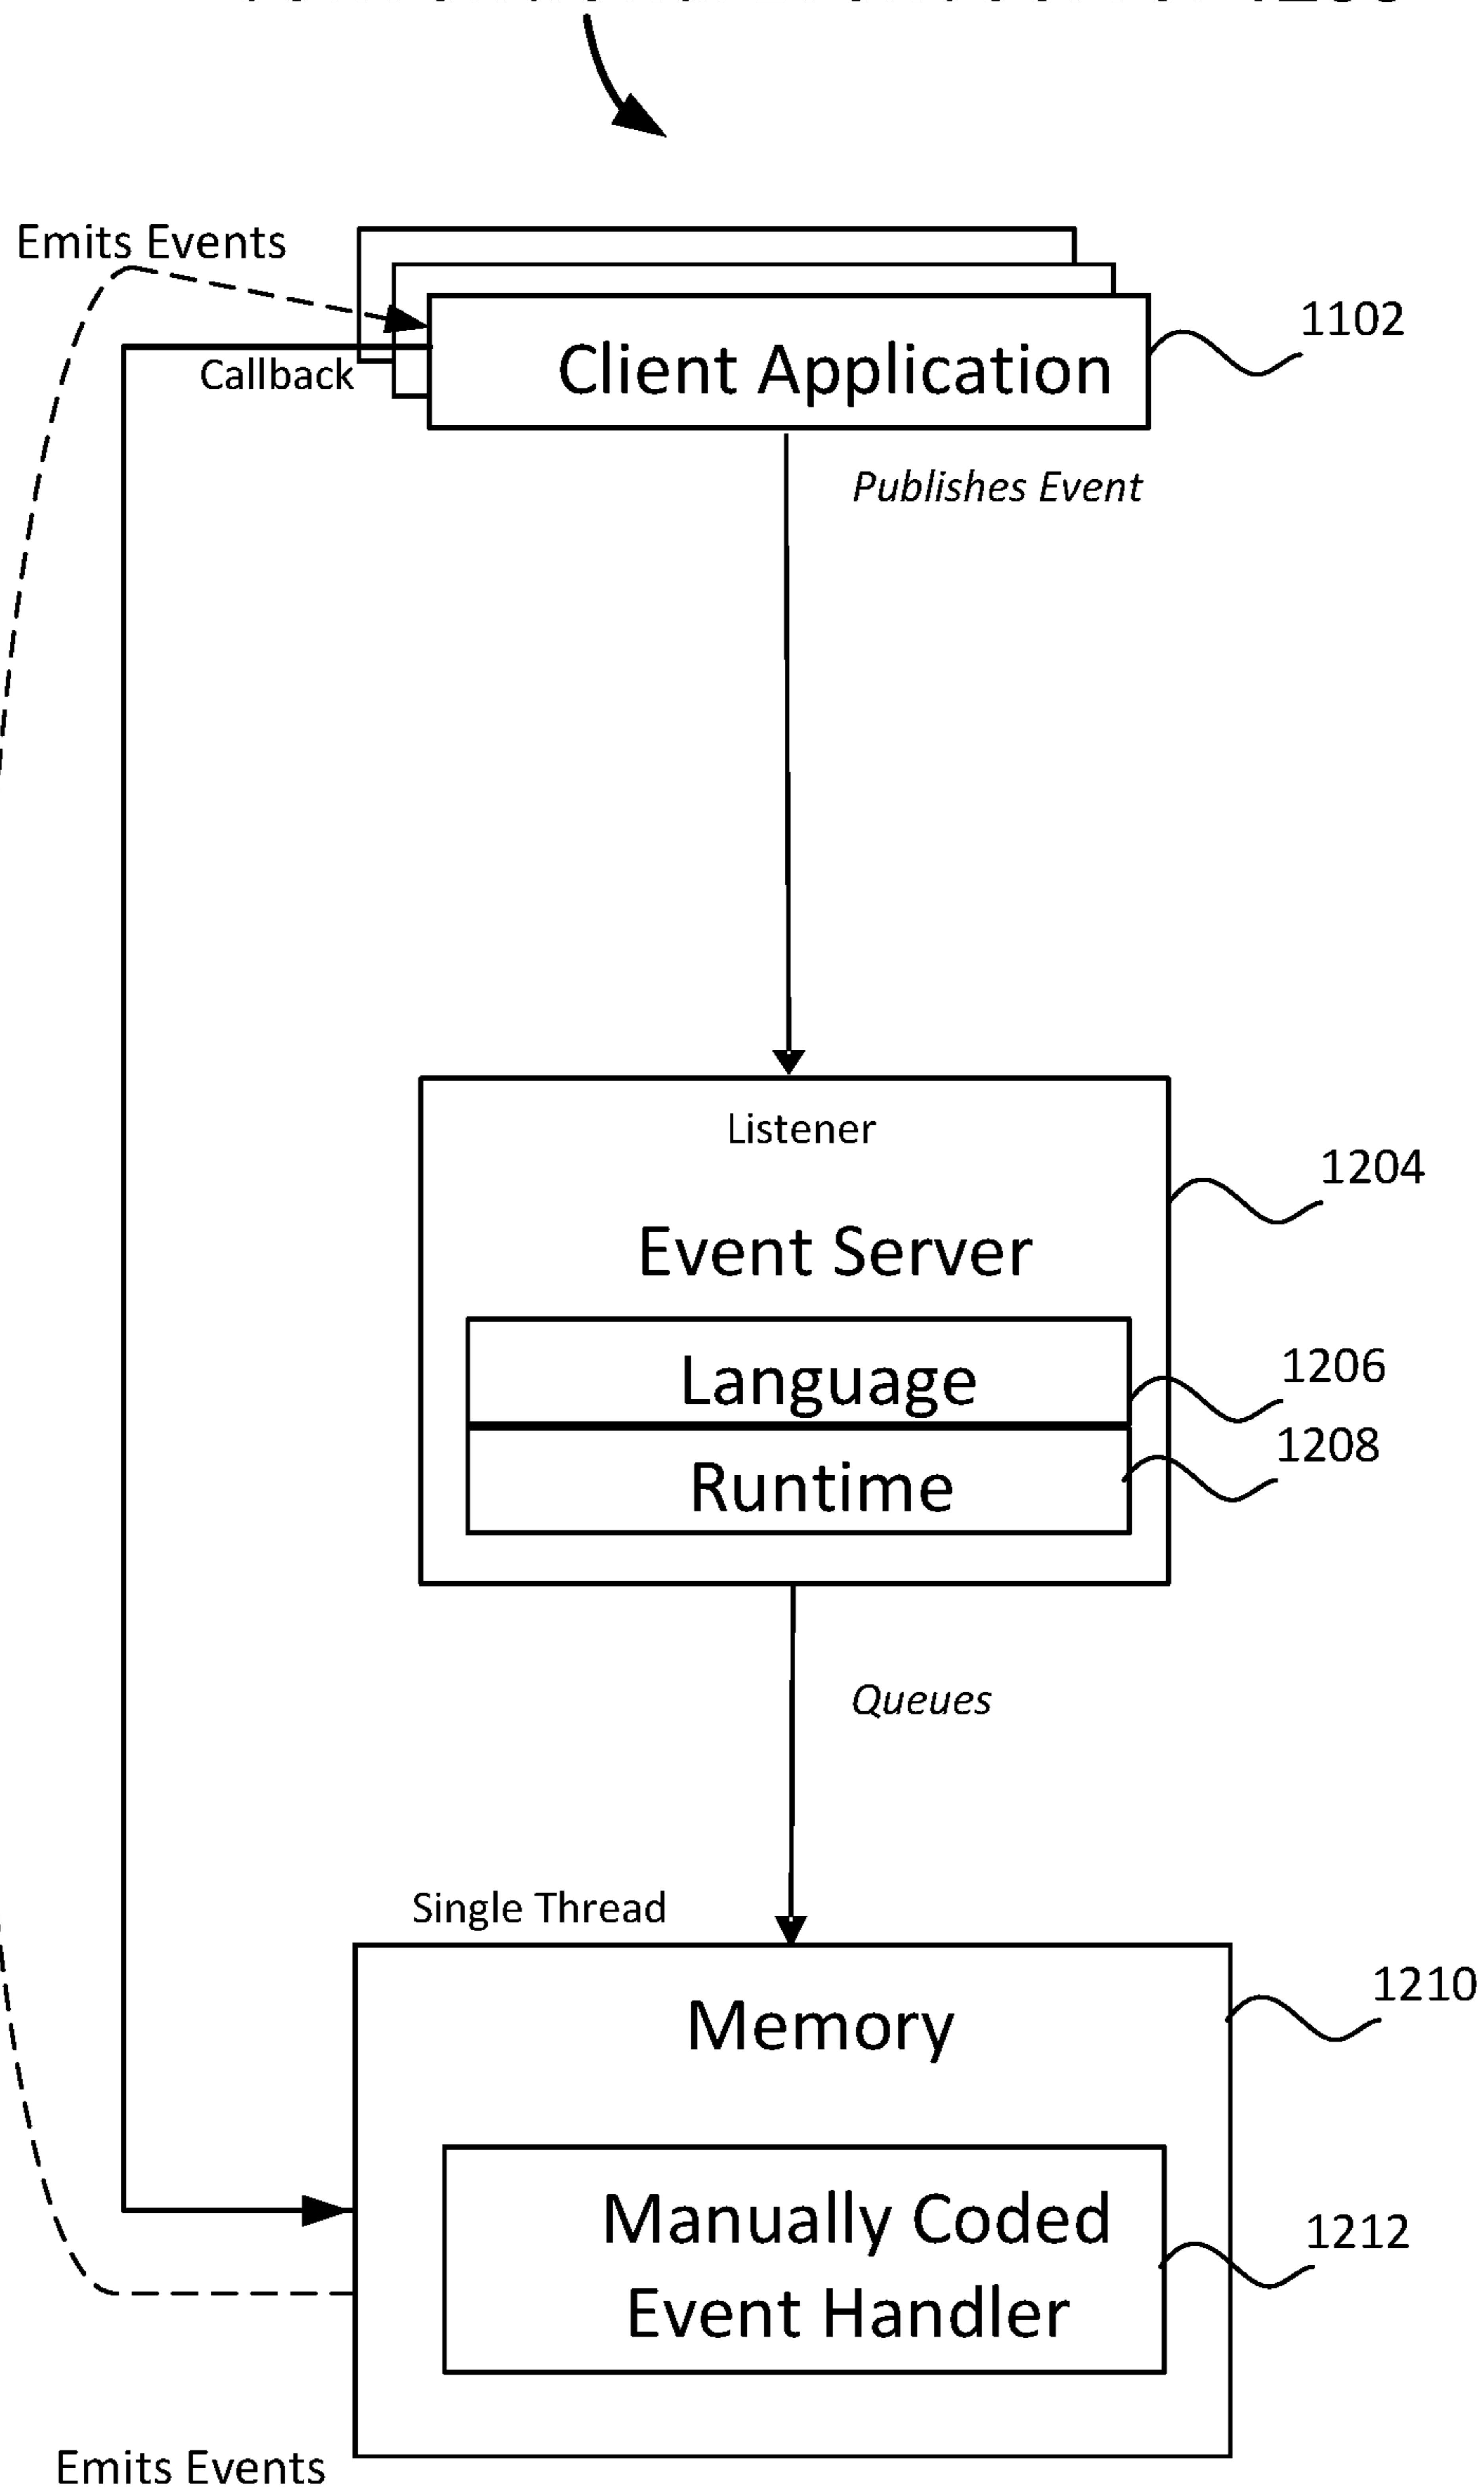 Emits Events
1102
Callback
Client Application
Publishes Event
Listener
1204
Event Server
Language
1206
1208
Runtime
Queues
Single Thread
1210
Memory
Manually Coded
1212
Event Handler
Emits Events